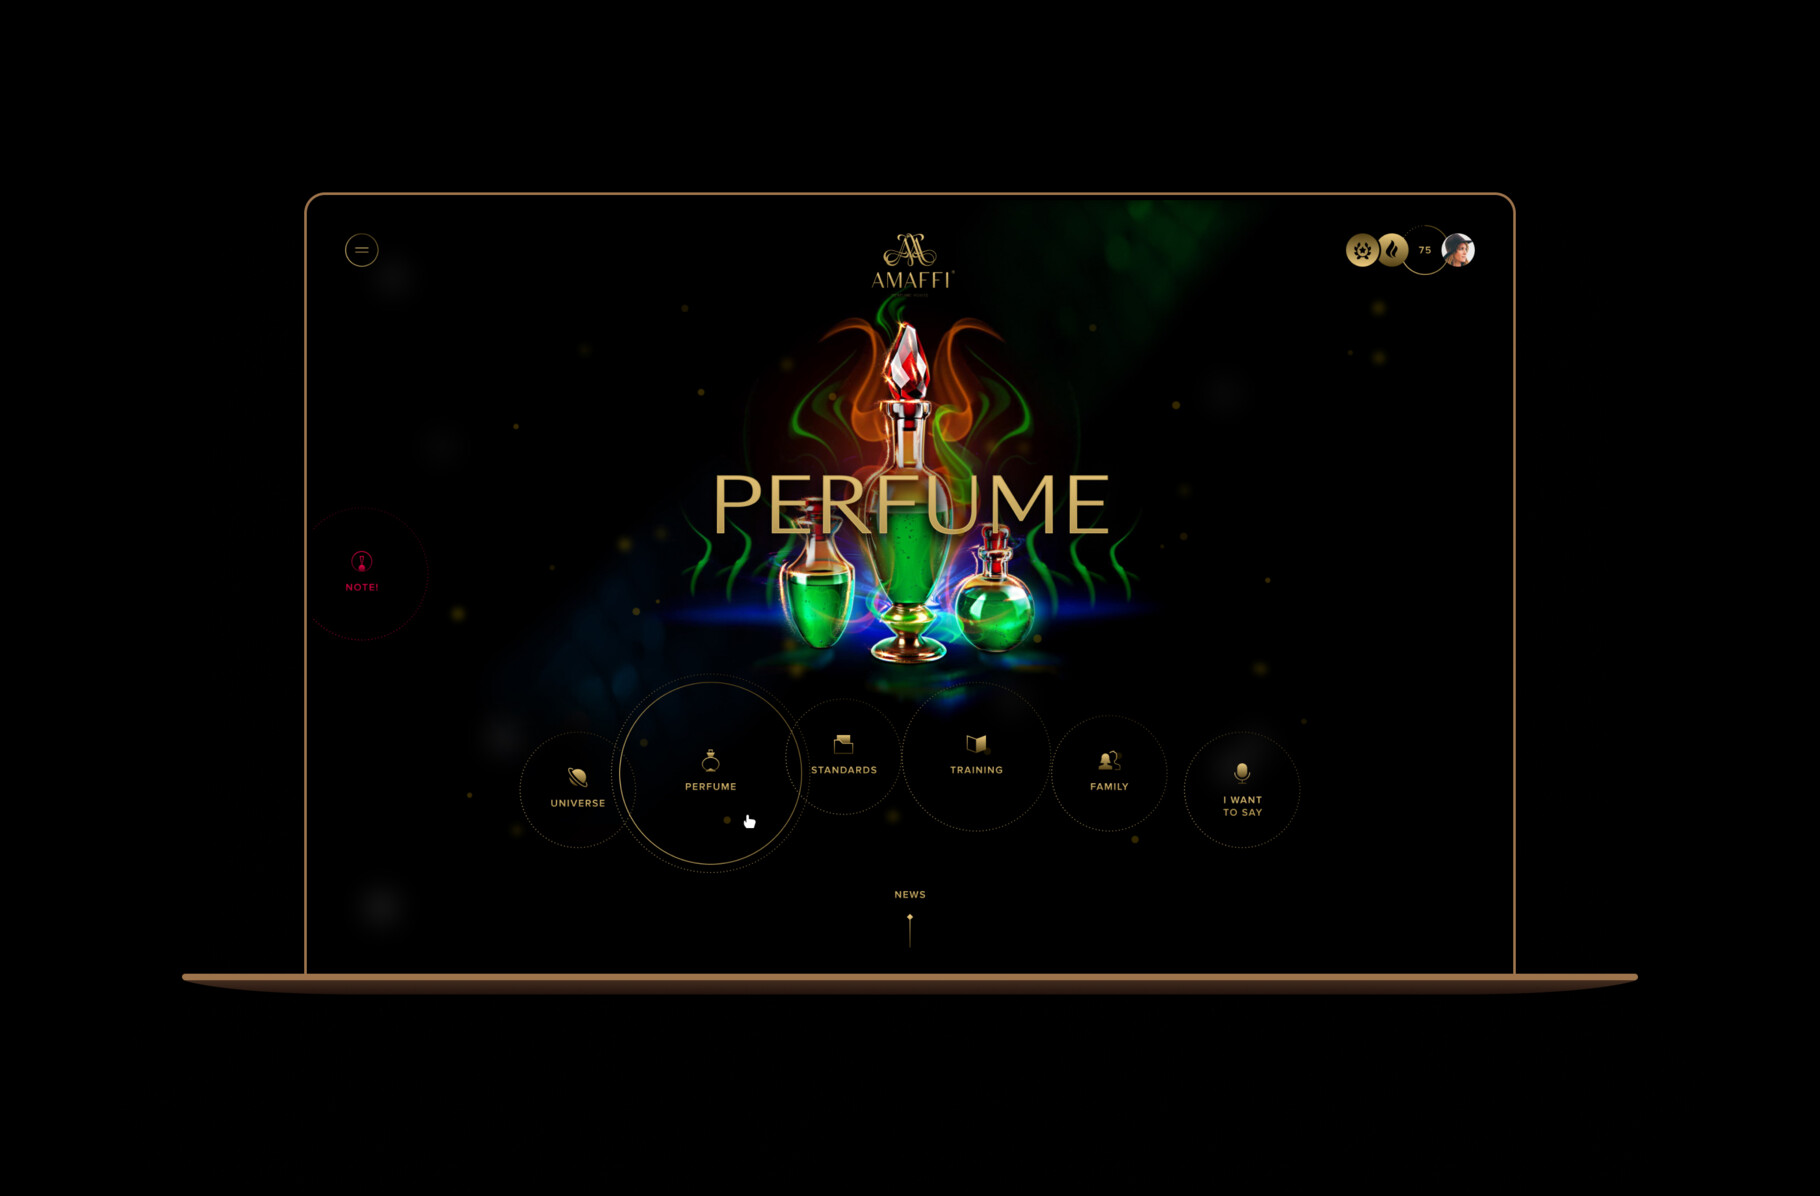 AMAFFI
75
PERFUME
NOTE!
UNIVERSE
PERFUME
STANDARDS
TRAINING
FAMILY
I WANT
TO SAY
NEWS